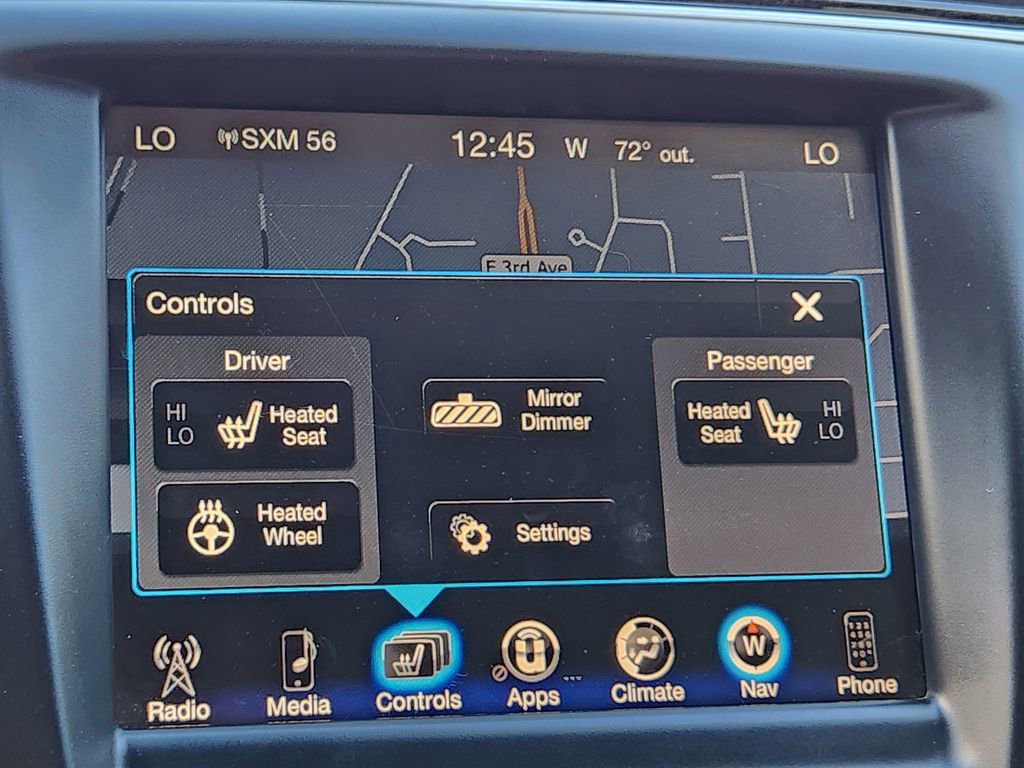 LO SXM 56 12:45 W 72° out. LO
E 3rd Ave
Controls X
Driver
Passenger
HI
LO
Heated
Seat
Mirror
Dimmer
Heated
Seat
HI
LO
Heated
Wheel
Settings
W
Radio Media Controls Apps Climate Nav Phone